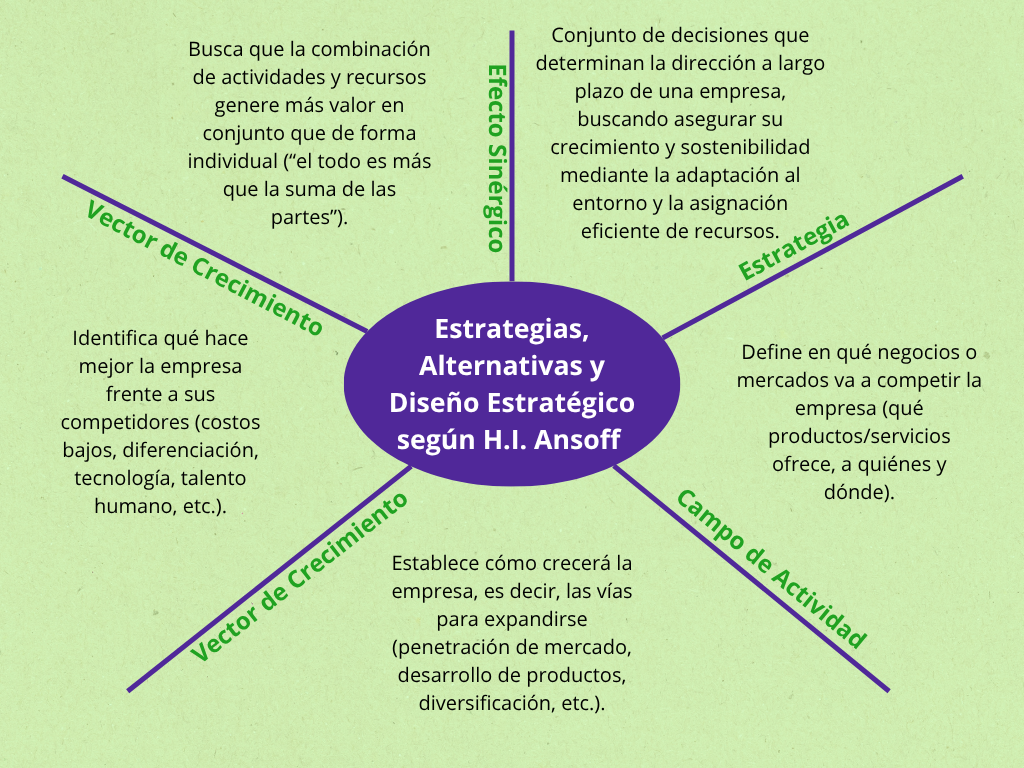 Estrategias,
Alternativas y
Diseño Estratégico
según H.I. Ansoff
Estrategia
Conjunto de decisiones que
determinan la dirección a largo
plazo de una empresa,
buscando asegurar su
crecimiento y sostenibilidad
mediante la adaptación al
entorno y la asignación
eficiente de recursos.
Campo de Actividad
Define en qué negocios o
mercados va a competir la
empresa (qué
productos/servicios
ofrece, a quiénes y
dónde).
Vector de Crecimiento
Establece cómo crecerá la
empresa, es decir, las vías
para expandirse
(penetración de mercado,
desarrollo de productos,
diversificación, etc.).
Vector de Crecimiento
Identifica qué hace
mejor la empresa
frente a sus
competidores (costos
bajos, diferenciación,
tecnología, talento
humano, etc.).
Efecto Sinérgico
Busca que la combinación
de actividades y recursos
genere más valor en
conjunto que de forma
individual (“el todo es más
que la suma de las
partes”).